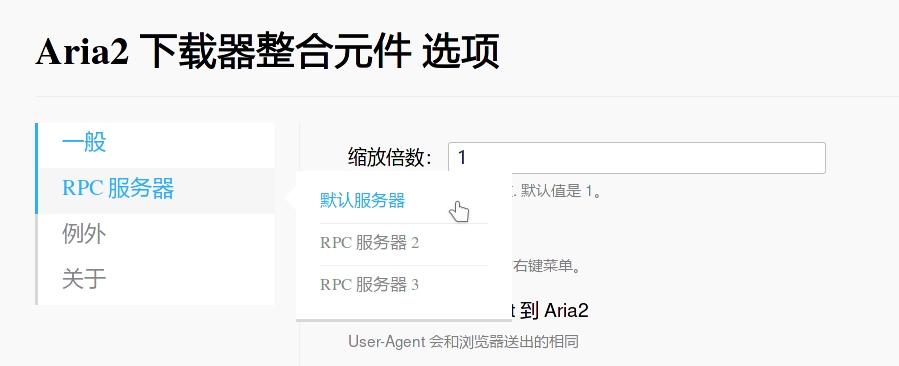 Aria2 下载器整合元件 选项
一般
RPC 服务器
例外
关于
缩放倍数： 1
默认值是 1。
默认服务器
RPC 服务器 2
RPC 服务器 3
右键菜单。
到 Aria2
User-Agent 会和浏览器送出的相同